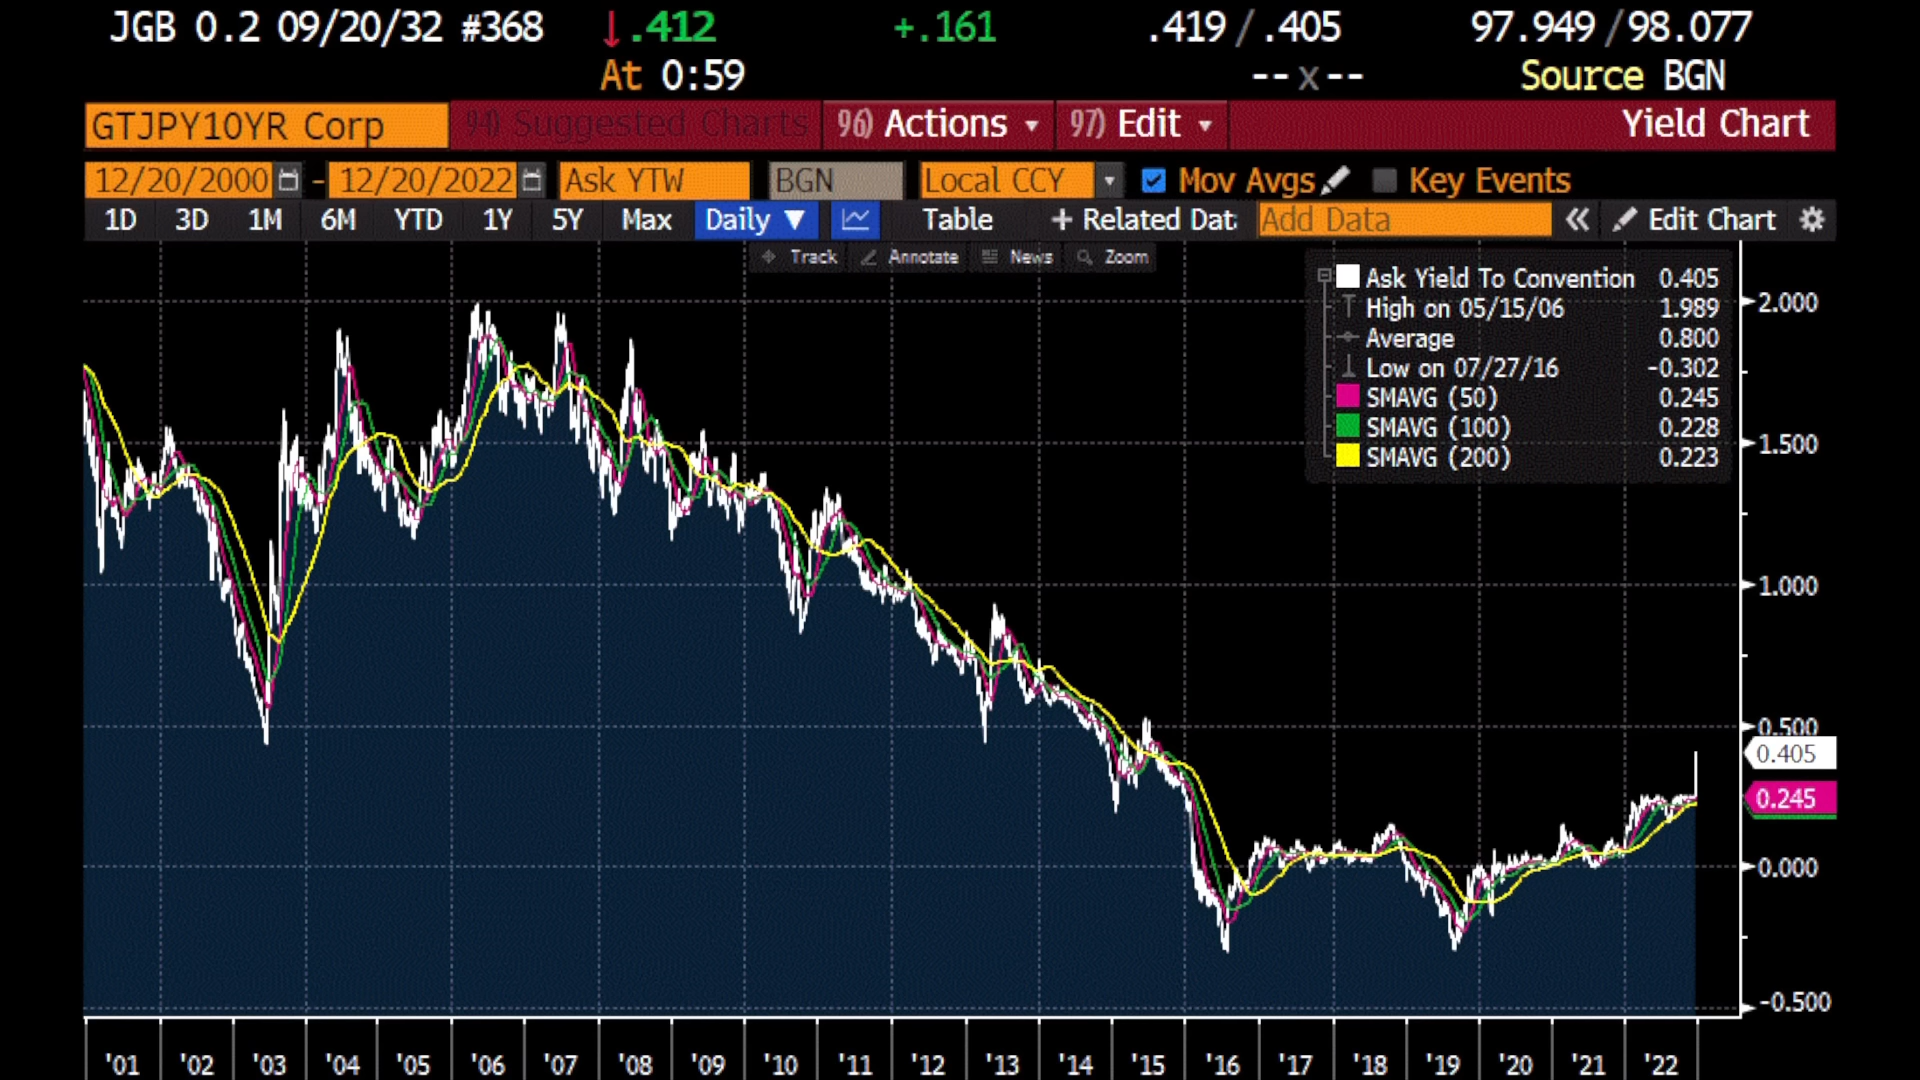 JGB 0.2 09/20/32 #368 ↓.412 +.161 .419/.405 97.949/98.077
At 0:59 --x-- Source BGN
GTJPY10YR Corp 94) Suggested Charts 96) Actions ▾ 97) Edit ▾ Yield Chart
12/20/2000 - 12/20/2022 Ask YTW BGN Local CCY ▾ Mov Avgs Key Events
1D 3D 1M 6M YTD 1Y 5Y Max Daily ▼ Table + Related Dat Add Data « Edit Chart
Track Annotate News Zoom
Ask Yield To Convention 0.405
High on 05/15/06 1.989
Average 0.800
Low on 07/27/16 -0.302
SMAVG (50) 0.245
SMAVG (100) 0.228
SMAVG (200) 0.223
2.000
1.500
1.000
0.500
0.405
0.245
0.000
-0.500
'01 '02 '03 '04 '05 '06 '07 '08 '09 '10 '11 '12 '13 '14 '15 '16 '17 '18 '19 '20 '21 '22